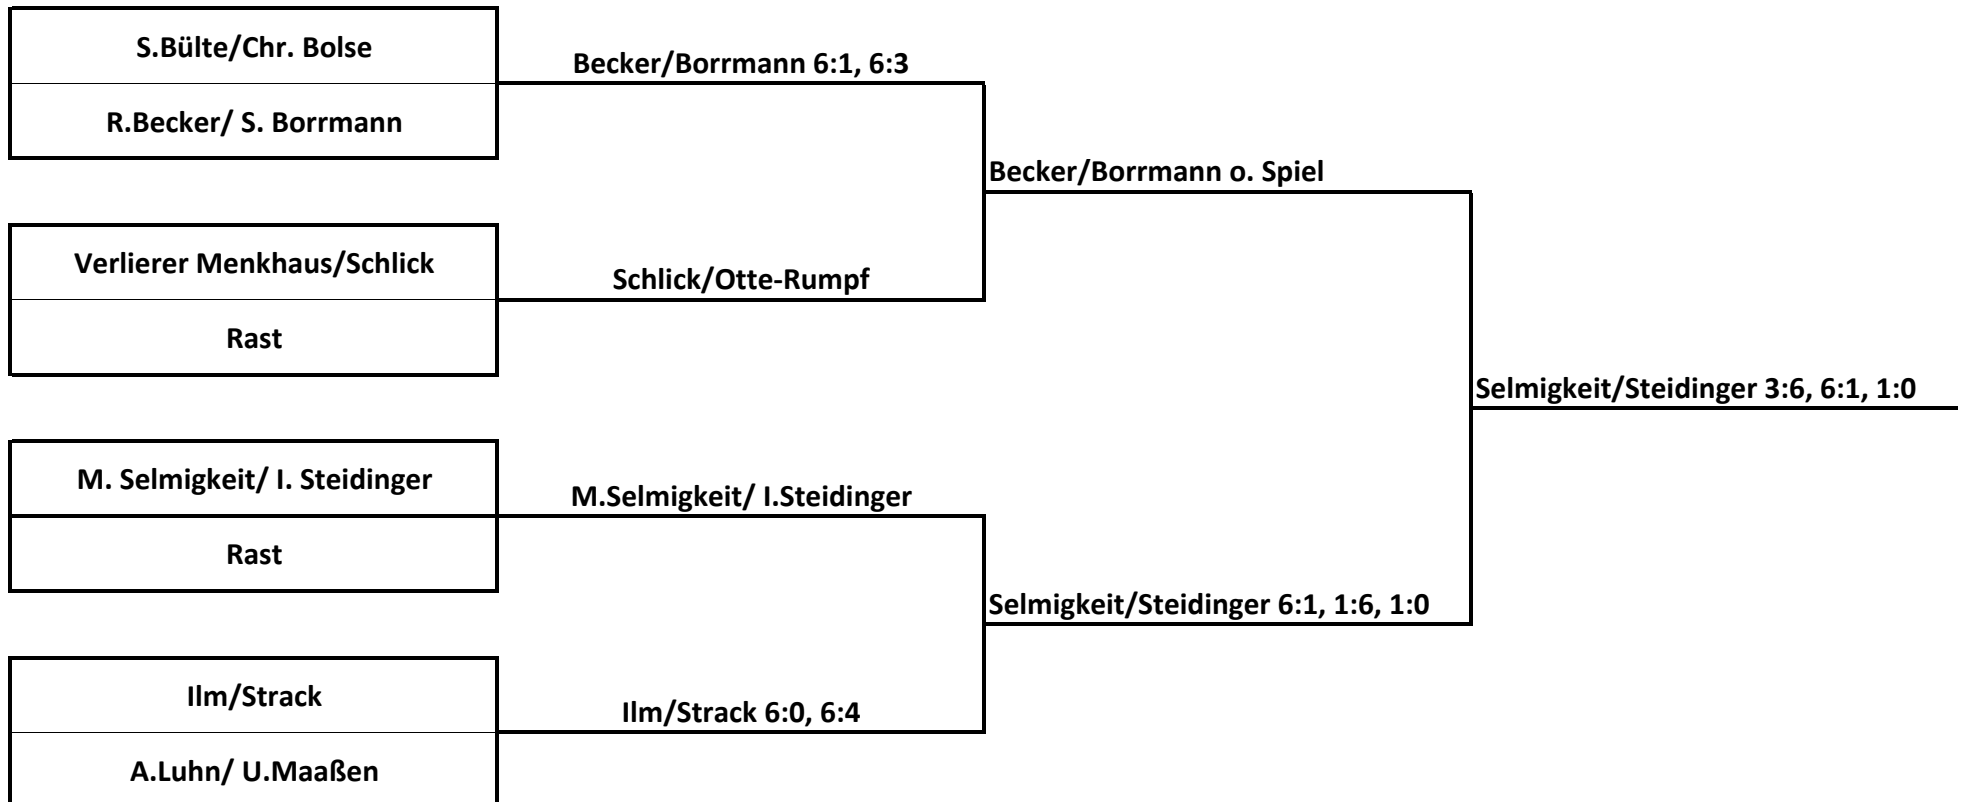 S.Bülte/Chr. Bolse
Becker/Borrmann 6:1, 6:3
R.Becker/ S. Borrmann
Becker/Borrmann o. Spiel
Verlierer Menkhaus/Schlick
Schlick/Otte-Rumpf
Rast
Selmigkeit/Steidinger 3:6, 6:1, 1:0
M. Selmigkeit/ I. Steidinger
M.Selmigkeit/ I.Steidinger
Rast
Selmigkeit/Steidinger 6:1, 1:6, 1:0
Ilm/Strack
Ilm/Strack 6:0, 6:4
A.Luhn/ U.Maaßen